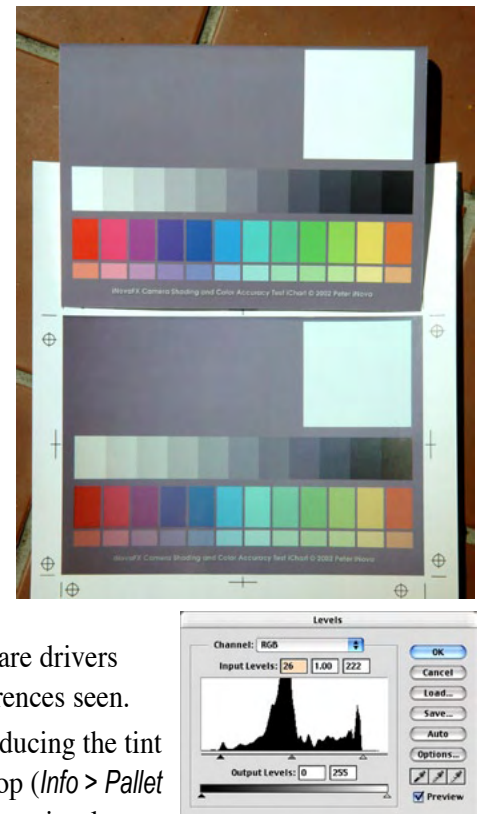 iNovaFX Camera Shading and Color Accuracy Test iChart © 2002 Peter iNova
iNovaFX Camera Shading and Color Accuracy Test iChart © 2002 Peter iNova
are drivers
rences seen.
ducing the tint
op (Info > Pallet
Levels
Channel: RGB
Input Levels: 26 1.00 222
Output Levels: 0 255
OK
Cancel
Load...
Save...
Auto
Options...
Preview